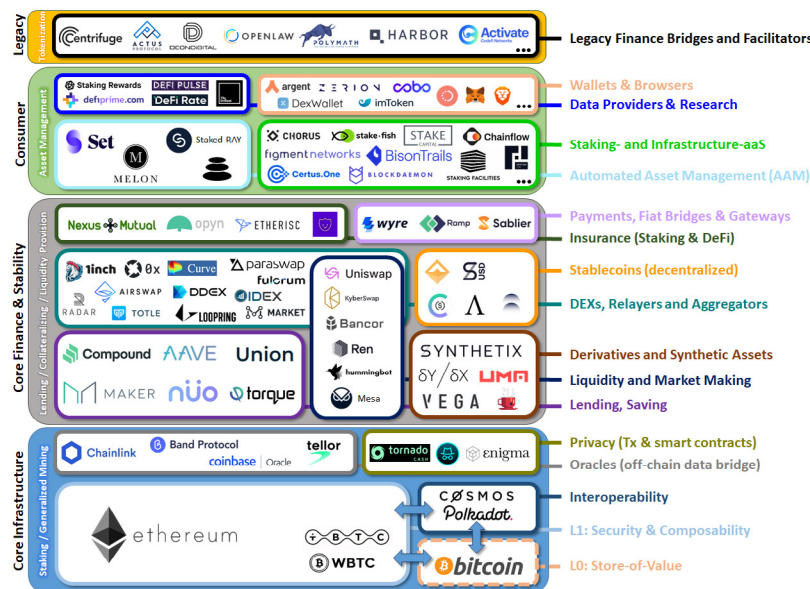 Legacy
Tokenization
Centrifuge
ACTUS
PROTOCOL
DCONDIGITAL
OPENLAW
POLYMATH
HARBOR
Activate
Codefi Networks
Legacy Finance Bridges and Facilitators
Consumer
Asset Management
Staking Rewards
DEFI PULSE
defiprime.com
DeFi Rate
argent
ZERION
cobo
DexWallet
imToken
Wallets & Browsers
Data Providers & Research
Set
Staked RAY
MELON
CHORUS
stake·fish
STAKE
CAPITAL
Chainflow
figment networks
BisonTrails
Certus.One
BLOCKDAEMON
STAKING FACILITIES
Staking- and Infrastructure-aaS
Automated Asset Management (AAM)
Core Finance & Stability
Lending / Collateralizing / Liquidity Provision
Nexus Mutual
opyn
ETHERISC
wyre
Ramp
Sablier
Payments, Fiat Bridges & Gateways
Insurance (Staking & DeFi)
1inch
0x
Curve
paraswap
fulcrum
AIRSWAP
DDEX
IDEX
RADAR
TOTLE
LOOPRING
MARKET
Uniswap
KyberSwap
Bancor
Ren
hummingbot
Mesa
USD
Stablecoins (decentralized)
DEXs, Relayers and Aggregators
Compound
AAVE
Union
MAKER
nüo
torque
SYNTHETIX
δY/δX
UMA
VEGA
Derivatives and Synthetic Assets
Liquidity and Market Making
Lending, Saving
Core Infrastructure
Staking / Generalized Mining
Chainlink
Band Protocol
coinbase | Oracle
tellor
tornado
CASH
enigma
Privacy (Tx & smart contracts)
Oracles (off-chain data bridge)
ethereum
TBTC
WBTC
COSMOS
Polkadot.
bitcoin
Interoperability
L1: Security & Composability
L0: Store-of-Value